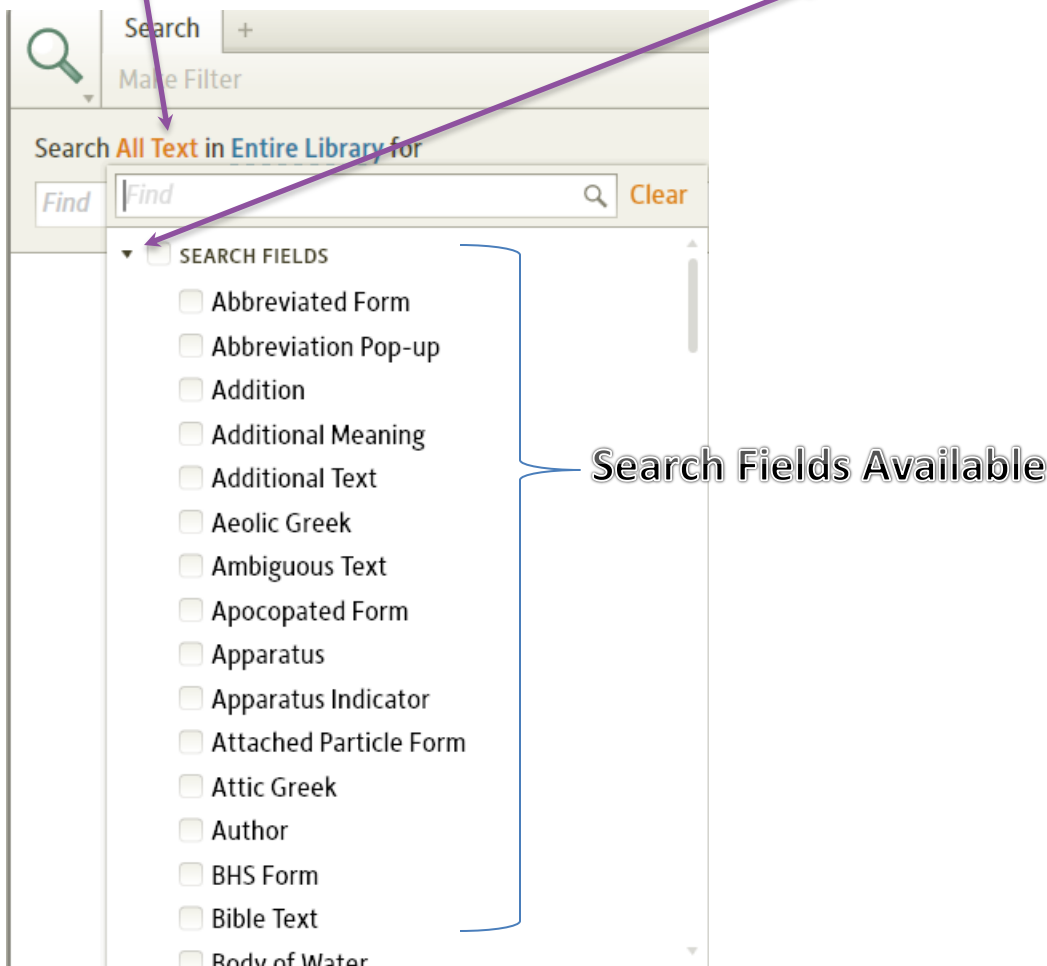 Search +
Make Filter
Search All Text in Entire Library for
Find Find Clear
SEARCH FIELDS
Abbreviated Form
Abbreviation Pop-up
Addition
Additional Meaning
Additional Text
Search Fields Available
Aeolic Greek
Ambiguous Text
Apocopated Form
Apparatus
Apparatus Indicator
Attached Particle Form
Attic Greek
Author
BHS Form
Bible Text
Body of Water